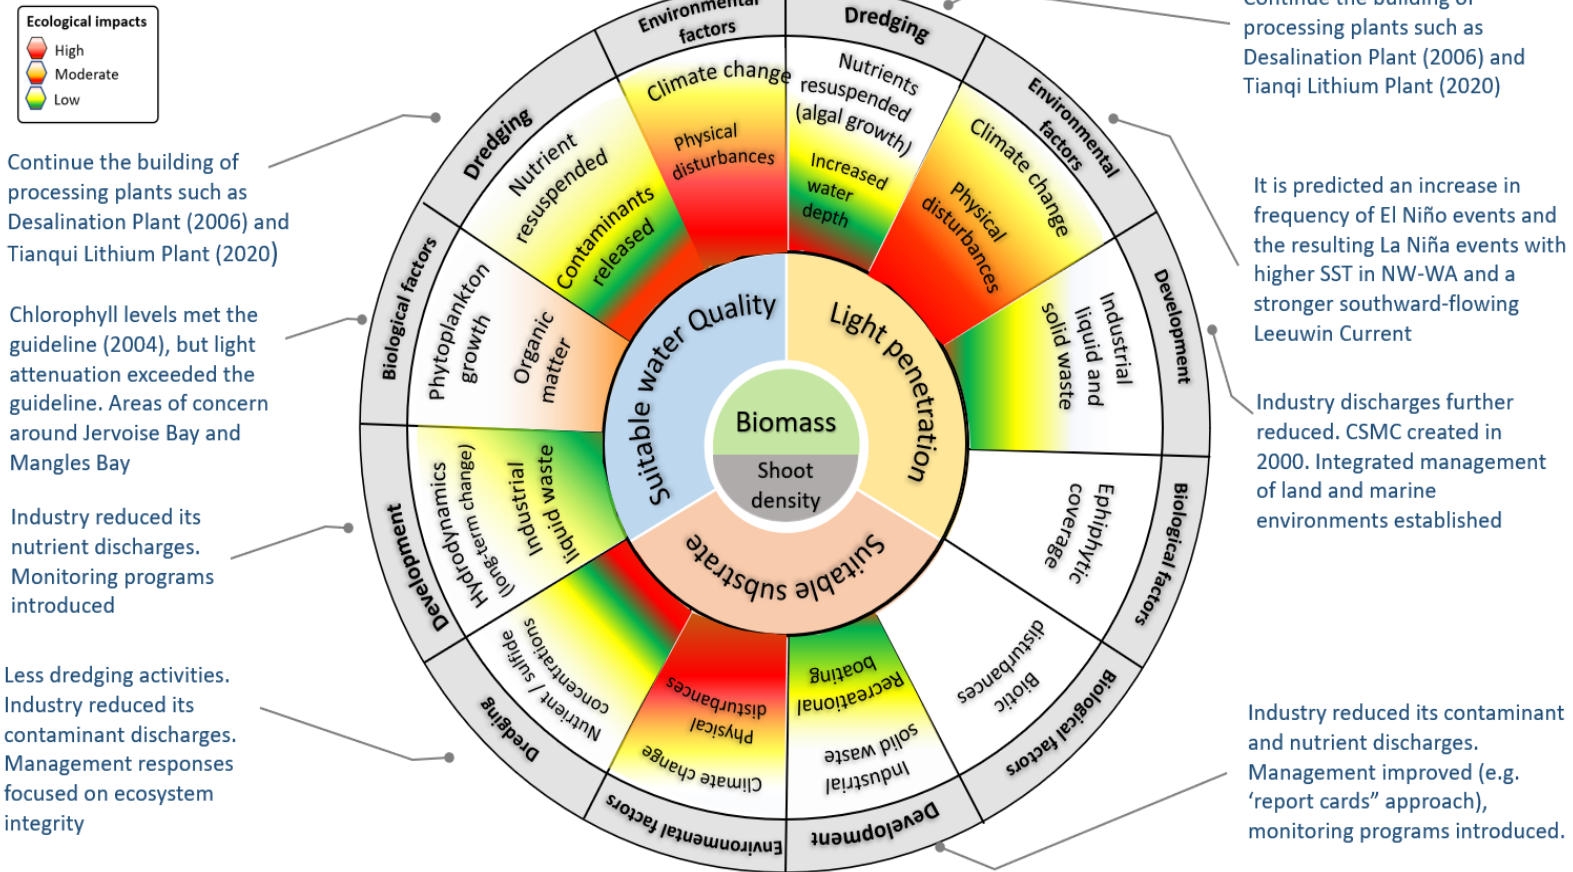 Ecological impacts
High
Moderate
Low
Continue the building of
processing plants such as
Desalination Plant (2006) and
Tianqui Lithium Plant (2020)
Chlorophyll levels met the
guideline (2004), but light
attenuation exceeded the
guideline. Areas of concern
around Jervoise Bay and
Mangles Bay
Industry reduced its
nutrient discharges.
Monitoring programs
introduced
Less dredging activities.
Industry reduced its
contaminant discharges.
Management responses
focused on ecosystem
integrity
Environmental
factors
Climate change
Physical
disturbances
Dredging
Nutrients
resuspended
(algal growth)
Increased
water
depth
Environmental
factors
Climate change
Physical
disturbances
Development
Industrial
liquid and
solid waste
Biological factors
Ephiphytic
coverage
Biological factors
Biotic
disturbances
Development
Industrial
solid waste
Recreational
boating
Environmental factors
Climate change
Physical
disturbances
Dredging
Nutrient / sulfide
concentrations
Development
Hydrodynamics
(long-term change)
Industrial
liquid waste
Biological factors
Phytoplankton
growth
Organic
matter
Dredging
Nutrient
resuspended
Contaminants
released
Suitable water Quality
Light penetration
Suitable substrate
Biomass
Shoot
density
Continue the building of
processing plants such as
Desalination Plant (2006) and
Tianqi Lithium Plant (2020)
It is predicted an increase in
frequency of El Niño events and
the resulting La Niña events with
higher SST in NW-WA and a
stronger southward-flowing
Leeuwin Current
Industry discharges further
reduced. CSMC created in
2000. Integrated management
of land and marine
environments established
Industry reduced its contaminant
and nutrient discharges.
Management improved (e.g.
‘report cards” approach),
monitoring programs introduced.